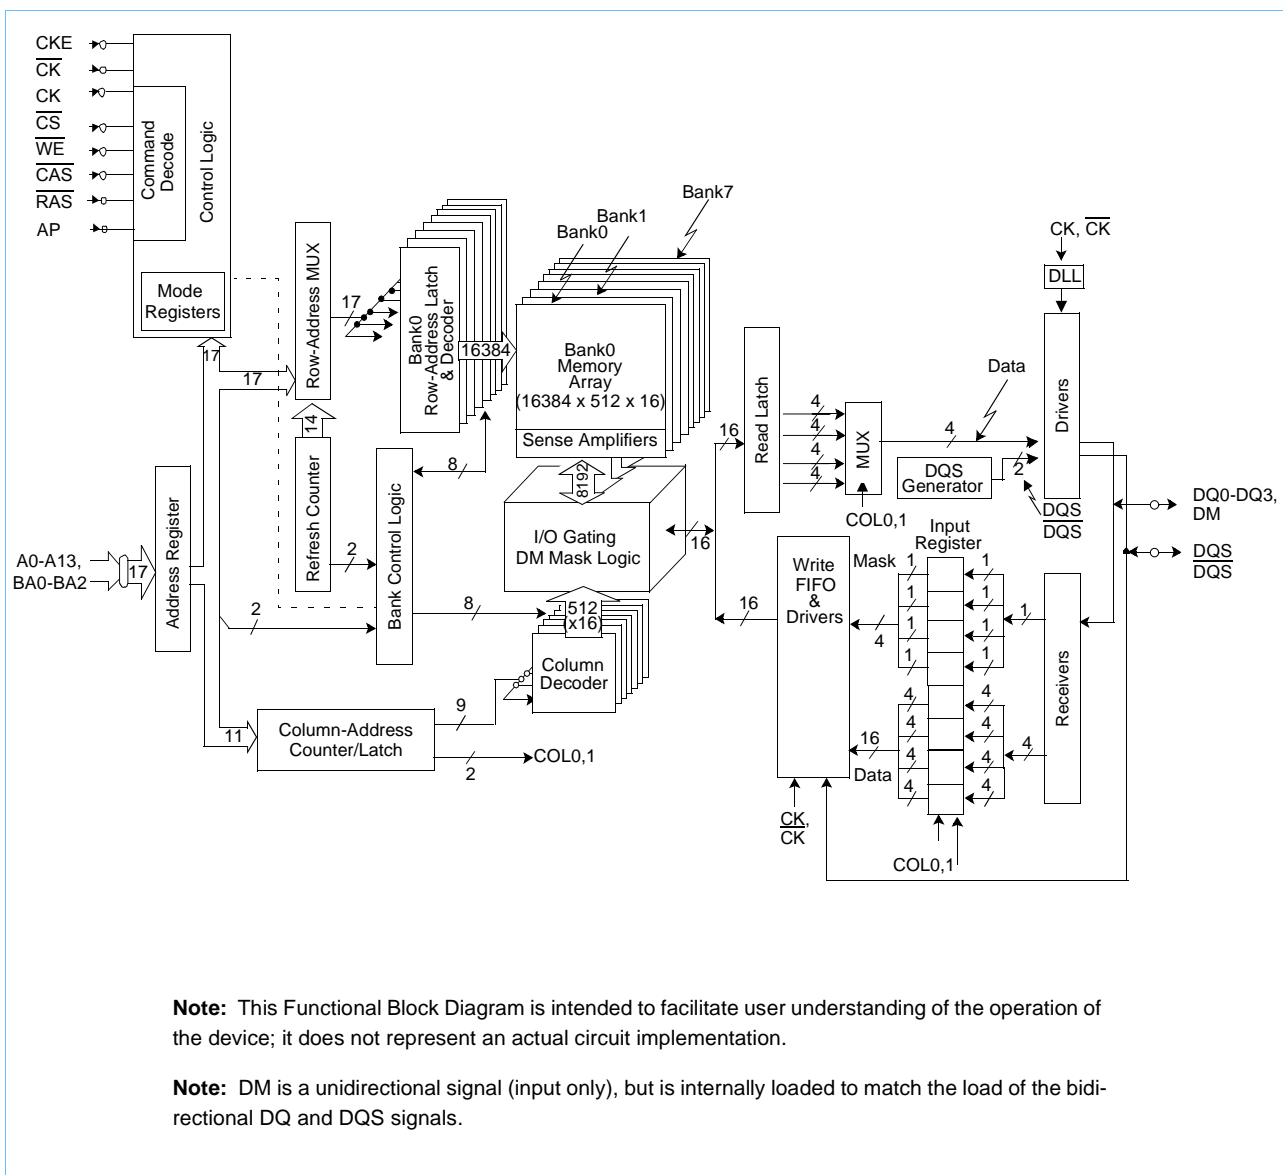 CKE
CK
CK
CS
WE
CAS
RAS
AP
Command
Decode
Control Logic
Mode
Registers
17
17
Row-Address MUX
17
14
Refresh Counter
Bank0
Row-Address Latch
& Decoder
16384
Bank7
Bank1
Bank0
Bank0
Memory
Array
(16384 x 512 x 16)
Sense Amplifiers
8192
I/O Gating
DM Mask Logic
16
8
Bank Control Logic
2
2
8
512
(x16)
Column
Decoder
A0-A13,
BA0-BA2
17
Address Register
11
Column-Address
Counter/Latch
9
2
COL0,1
16
Read Latch
4
4
4
4
MUX
COL0,1
4
Data
DQS
Generator
2
DQS
DQS
CK, CK
DLL
Drivers
DQ0-DQ3,
DM
DQS
DQS
16
Write
FIFO
&
Drivers
Mask
4
16
Data
CK,
CK
Input
Register
1
1
1
1
4
4
4
4
1
1
1
1
4
4
4
4
COL0,1
1
4
Receivers
Note: This Functional Block Diagram is intended to facilitate user understanding of the operation of
the device; it does not represent an actual circuit implementation.
Note: DM is a unidirectional signal (input only), but is internally loaded to match the load of the bidi-
rectional DQ and DQS signals.